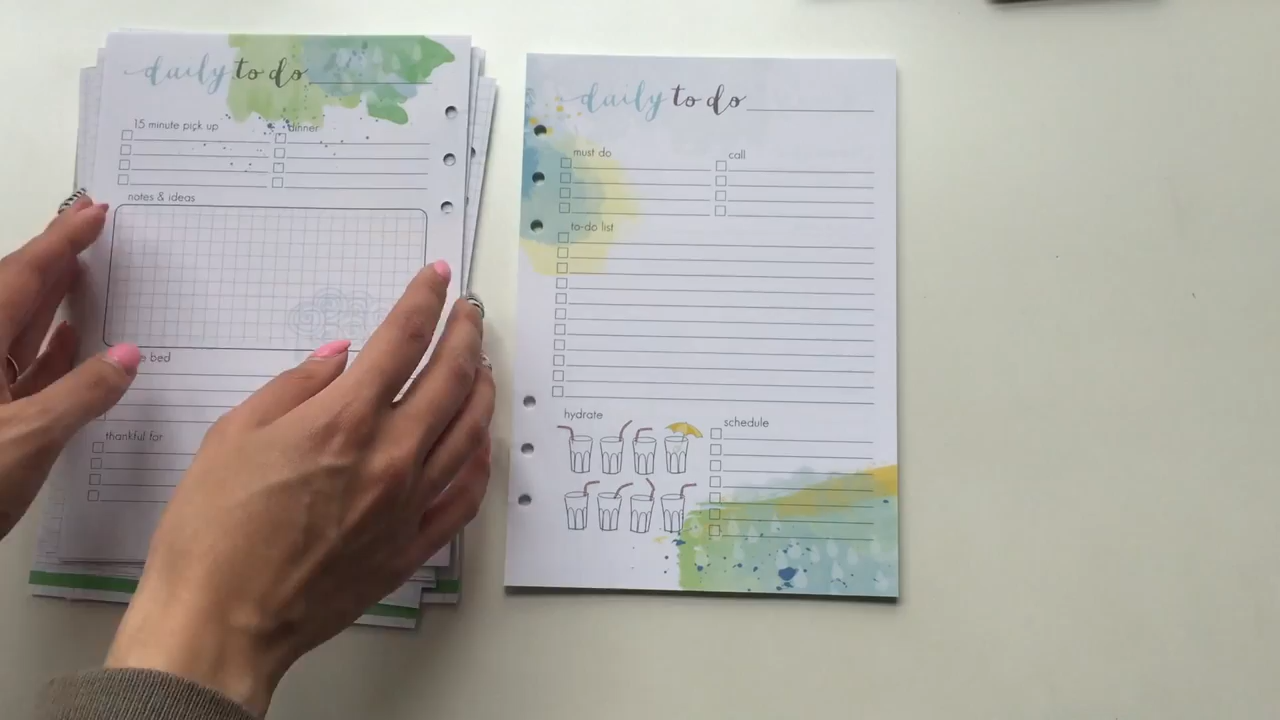 daily to do
15 minute pick up
dinner
notes & ideas
bed
thankful for
daily to do
must do
call
to-do list
hydrate
schedule